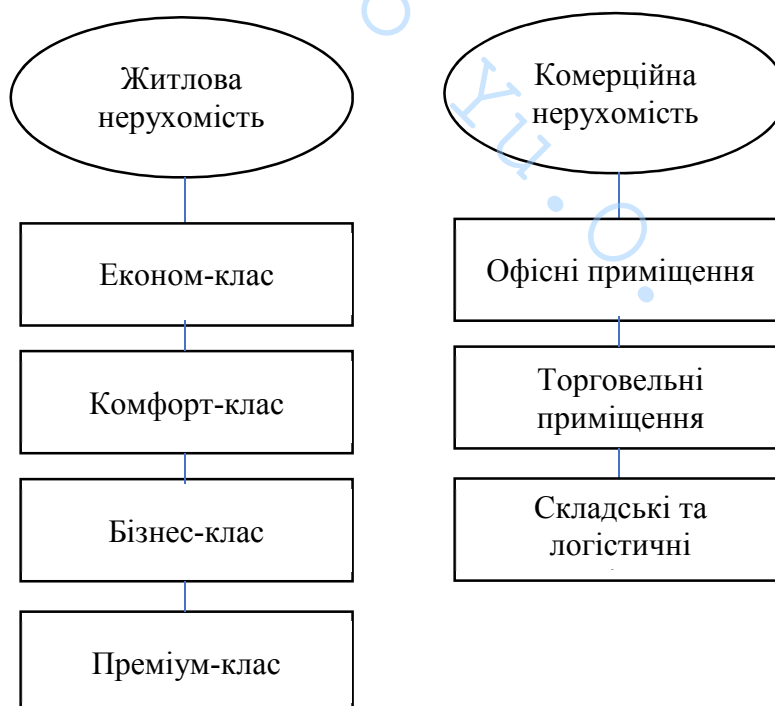 Житлова
нерухомість
Економ-клас
Комфорт-клас
Бізнес-клас
Преміум-клас
Комерційна
нерухомість
Офісні приміщення
Торговельні
приміщення
Складські та
логістичні
Yu.O.